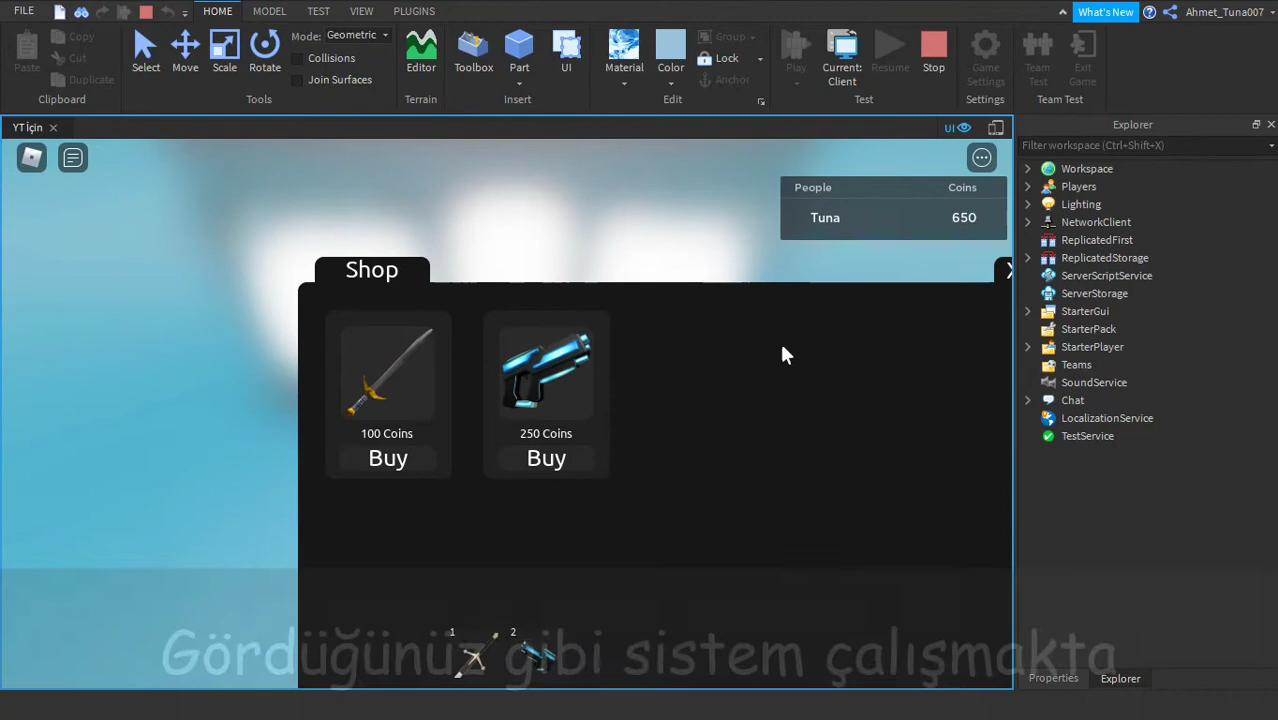 FILE
HOME
MODEL
TEST
VIEW
PLUGINS
What's New
Ahmet_Tuna007
Paste
Copy
Cut
Duplicate
Clipboard
Select
Move
Scale
Rotate
Mode: Geometric
Collisions
Join Surfaces
Tools
Editor
Terrain
Toolbox
Part
UI
Insert
Material
Color
Group
Lock
Anchor
Edit
Play
Current:
Client
Resume
Stop
Test
Game
Settings
Settings
Team
Test
Exit
Game
Team Test
YT İçin
UI
Explorer
Filter workspace (Ctrl+Shift+X)
Workspace
Players
Lighting
NetworkClient
ReplicatedFirst
ReplicatedStorage
ServerScriptService
ServerStorage
StarterGui
StarterPack
StarterPlayer
Teams
SoundService
Chat
LocalizationService
TestService
Properties
Explorer
People Coins
Tuna 650
Shop
X
100 Coins
Buy
250 Coins
Buy
1
2
Gördüğünüz gibi sistem çalışmakta